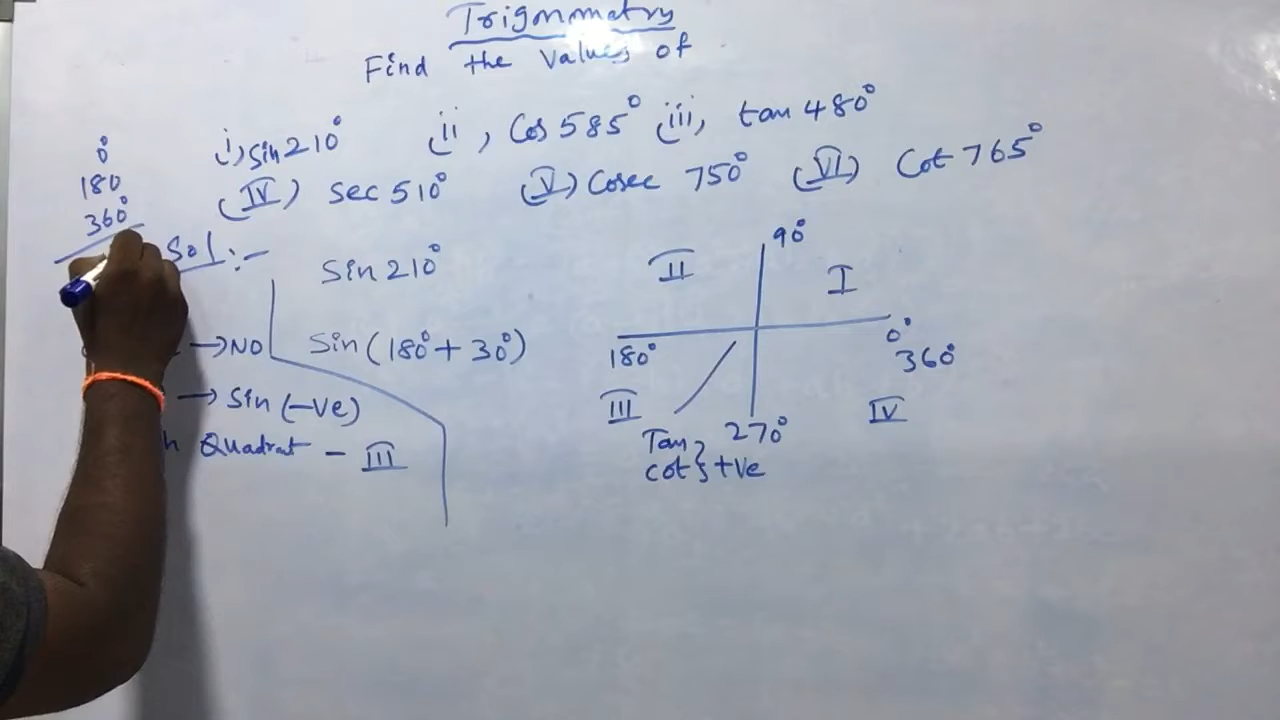 Trigonmatry
Find the values of
i) Sin 210° (ii, Cos 585° (iii, tan 480°
(IV) Sec 510° (V) Cosec 750° (VI) Cot 765°
0°
180
360°
Sol:-
Sin 210°
→ NO Sin (180° + 30°)
→ Sin (-Ve)
Quadrat - III
90°
II I
180° 0°
360°
III IV
270°
Tan
Cot } +Ve